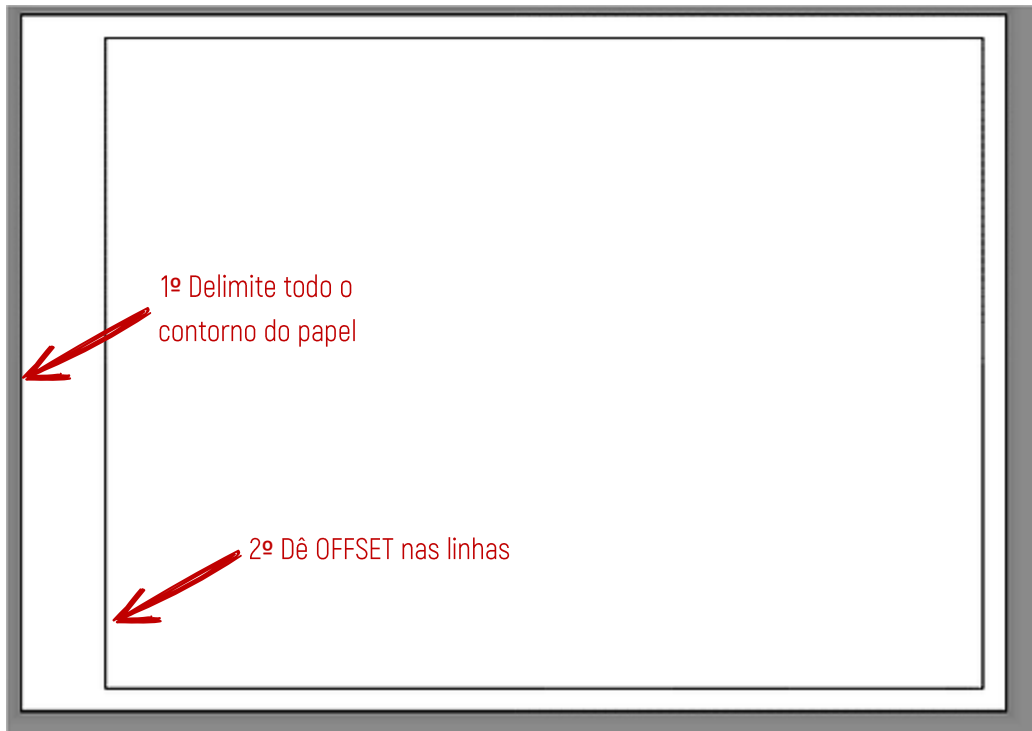 1º Delimite todo o
contorno do papel
2º Dê OFFSET nas linhas